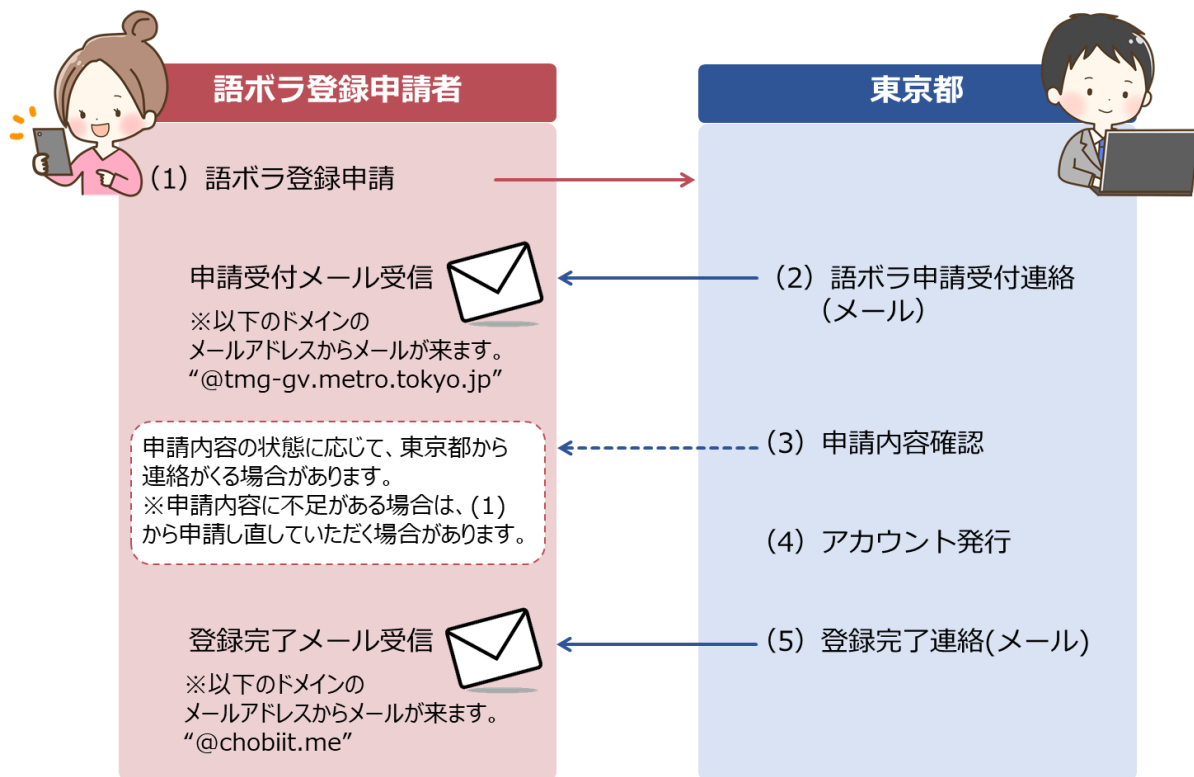 語ボラ登録申請者
東京都
（1）語ボラ登録申請
申請受付メール受信
（2）語ボラ申請受付連絡
（メール）
※以下のドメインの
メールアドレスからメールが来ます。
“@tmg-gv.metro.tokyo.jp”
（3）申請内容確認
申請内容の状態に応じて、東京都から
連絡がくる場合があります。
※申請内容に不足がある場合は、(1)
から申請し直していただく場合があります。
（4）アカウント発行
登録完了メール受信
（5）登録完了連絡(メール)
※以下のドメインの
メールアドレスからメールが来ます。
“@chobiit.me”